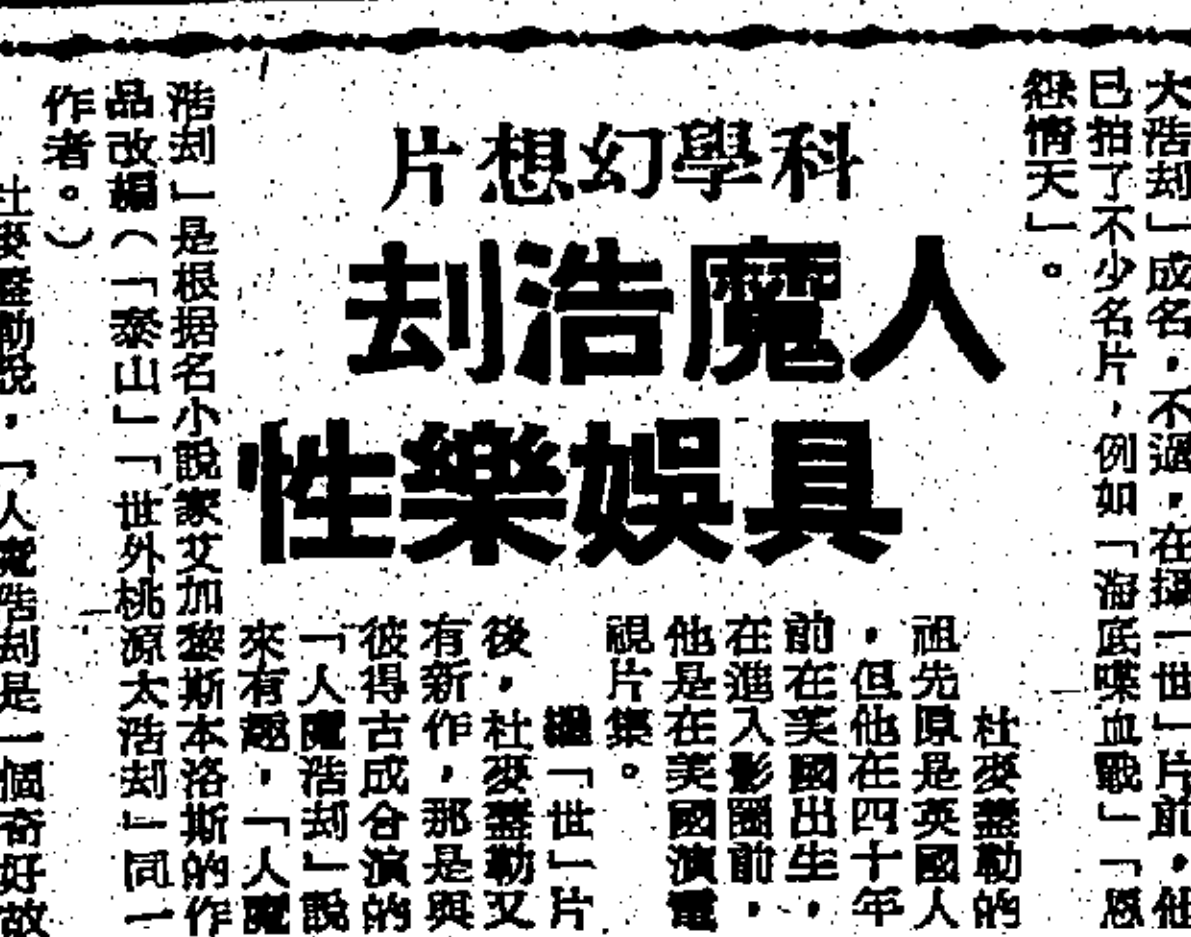 大浩刦」成名，不過，在攝「世」片前，他
已拍了不少名片，例如「海底喋血戰」「恩
怨情天」。
科學幻想片
人魔浩刦
具娛樂性
杜麥蓋勒的
祖先原是英國人
，但他在四十年
前在美國出生，
在進入影圈前，
他是在美國演電
視片集。
繼「世」片
後，杜麥蓋勒又
有新作，那是與
彼得古成合演的
「人魔浩刦」說
來有趣，「人魔
浩刦」是根据名小說家艾加黎斯本洛斯的作
品改編（「泰山」「世外桃源太浩刦」同一
作者。）
杜麥蓋勒說，「人魔浩刦是一個奇好故